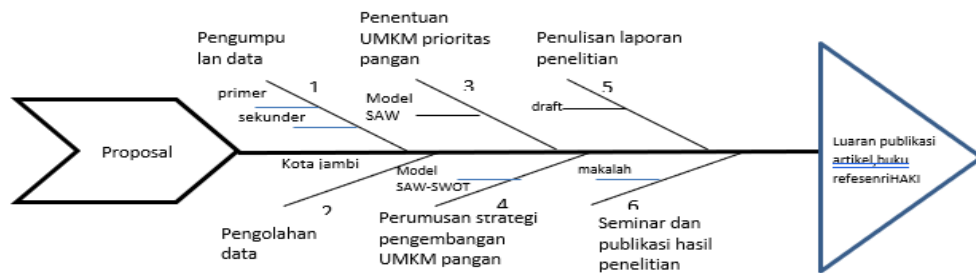 Proposal
Pengumpu
lan data
1
primer
sekunder
Kota jambi
2
Pengolahan
data
Penentuan
UMKM prioritas
pangan
3
Model
SAW
Model
SAW-SWOT
4
Perumusan strategi
pengembangan
UMKM pangan
Penulisan laporan
penelitian
5
draft
makalah
6
Seminar dan
publikasi hasil
penelitian
Luaran publikasi
artikel,buku
refesenriHAKI